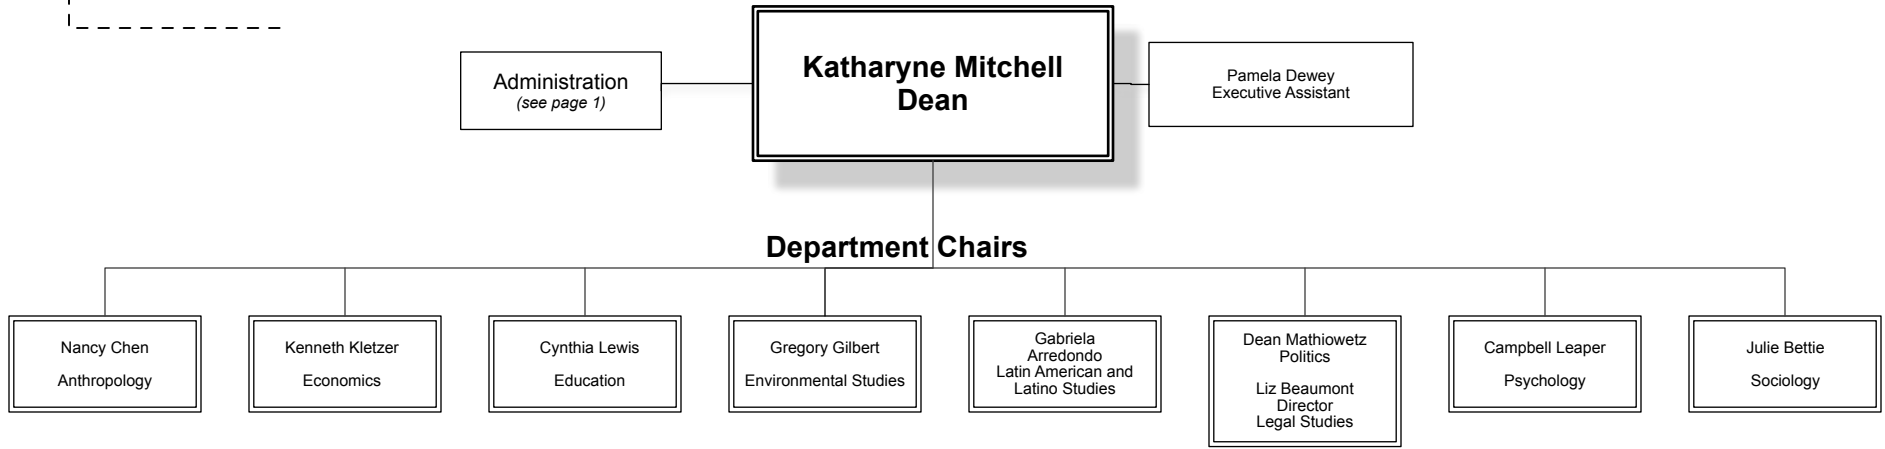 Katharyne Mitchell
Dean
Administration
(see page 1)
Pamela Dewey
Executive Assistant
Department Chairs
Nancy Chen
Anthropology
Kenneth Kletzer
Economics
Cynthia Lewis
Education
Gregory Gilbert
Environmental Studies
Gabriela
Arredondo
Latin American and
Latino Studies
Dean Mathiowetz
Politics
Liz Beaumont
Director
Legal Studies
Campbell Leaper
Psychology
Julie Bettie
Sociology